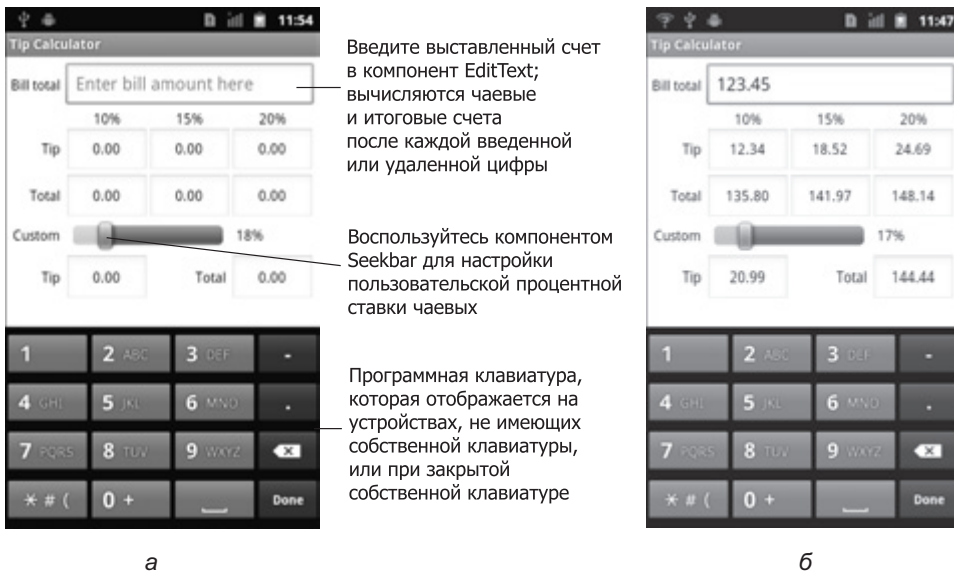 11:54
Tip Calculator
Bill total Enter bill amount here
10% 15% 20%
Tip 0.00 0.00 0.00
Total 0.00 0.00 0.00
Custom 18%
Tip 0.00 Total 0.00
1 2 ABC 3 DEF -
4 GHI 5 JKL 6 MNO .
7 PQRS 8 TUV 9 WXYZ
* # ( 0 + Done
а
Введите выставленный счет
в компонент EditText;
вычисляются чаевые
и итоговые счета
после каждой введенной
или удаленной цифры
Воспользуйтесь компонентом
Seekbar для настройки
пользовательской процентной
ставки чаевых
Программная клавиатура,
которая отображается на
устройствах, не имеющих
собственной клавиатуры,
или при закрытой
собственной клавиатуре
11:47
Tip Calculator
Bill total 123.45
10% 15% 20%
Tip 12.34 18.52 24.69
Total 135.80 141.97 148.14
Custom 17%
Tip 20.99 Total 144.44
1 2 ABC 3 DEF -
4 GHI 5 JKL 6 MNO .
7 PQRS 8 TUV 9 WXYZ
* # ( 0 + Done
б